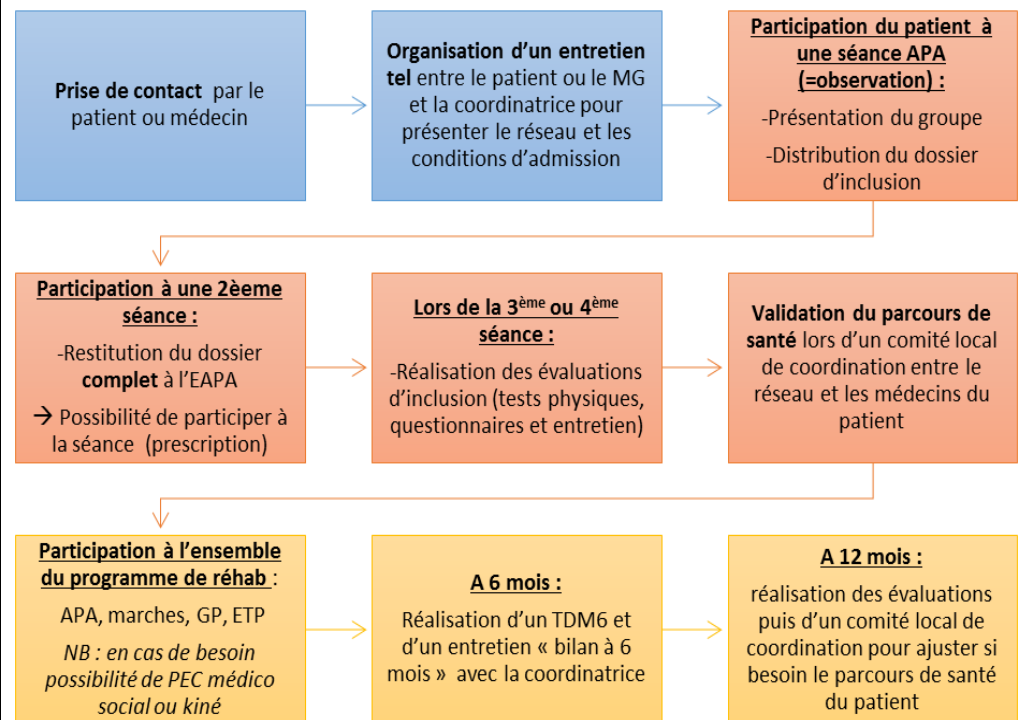 Prise de contact par le
patient ou médecin
Organisation d’un entretien
tel entre le patient ou le MG
et la coordinatrice pour
présenter le réseau et les
conditions d’admission
Participation du patient à
une séance APA
(=observation) :
-Présentation du groupe
-Distribution du dossier
d’inclusion
Participation à une 2èeme
séance :
-Restitution du dossier
complet à l’EAPA
→ Possibilité de participer à
la séance (prescription)
Lors de la 3ème ou 4ème
séance :
-Réalisation des évaluations
d’inclusion (tests physiques,
questionnaires et entretien)
Validation du parcours de
santé lors d’un comité local
de coordination entre le
réseau et les médecins du
patient
Participation à l’ensemble
du programme de réhab :
APA, marches, GP, ETP
NB : en cas de besoin
possibilité de PEC médico
social ou kiné
A 6 mois :
Réalisation d’un TDM6 et
d’un entretien « bilan à 6
mois » avec la coordinatrice
A 12 mois :
réalisation des évaluations
puis d’un comité local de
coordination pour ajuster si
besoin le parcours de santé
du patient